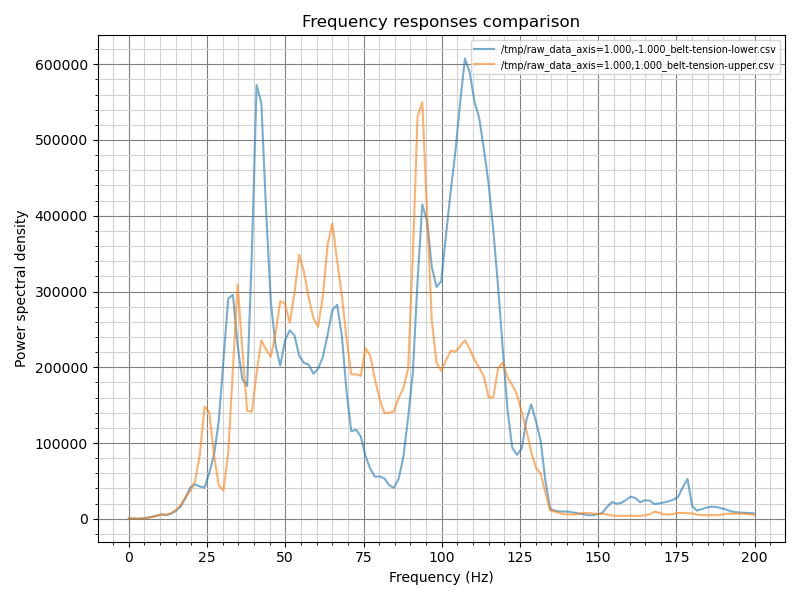 Frequency responses comparison
/tmp/raw_data_axis=1.000,-1.000_belt-tension-lower.csv
/tmp/raw_data_axis=1.000,1.000_belt-tension-upper.csv
Power spectral density
600000
500000
400000
300000
200000
100000
0
0 25 50 75 100 125 150 175 200
Frequency (Hz)